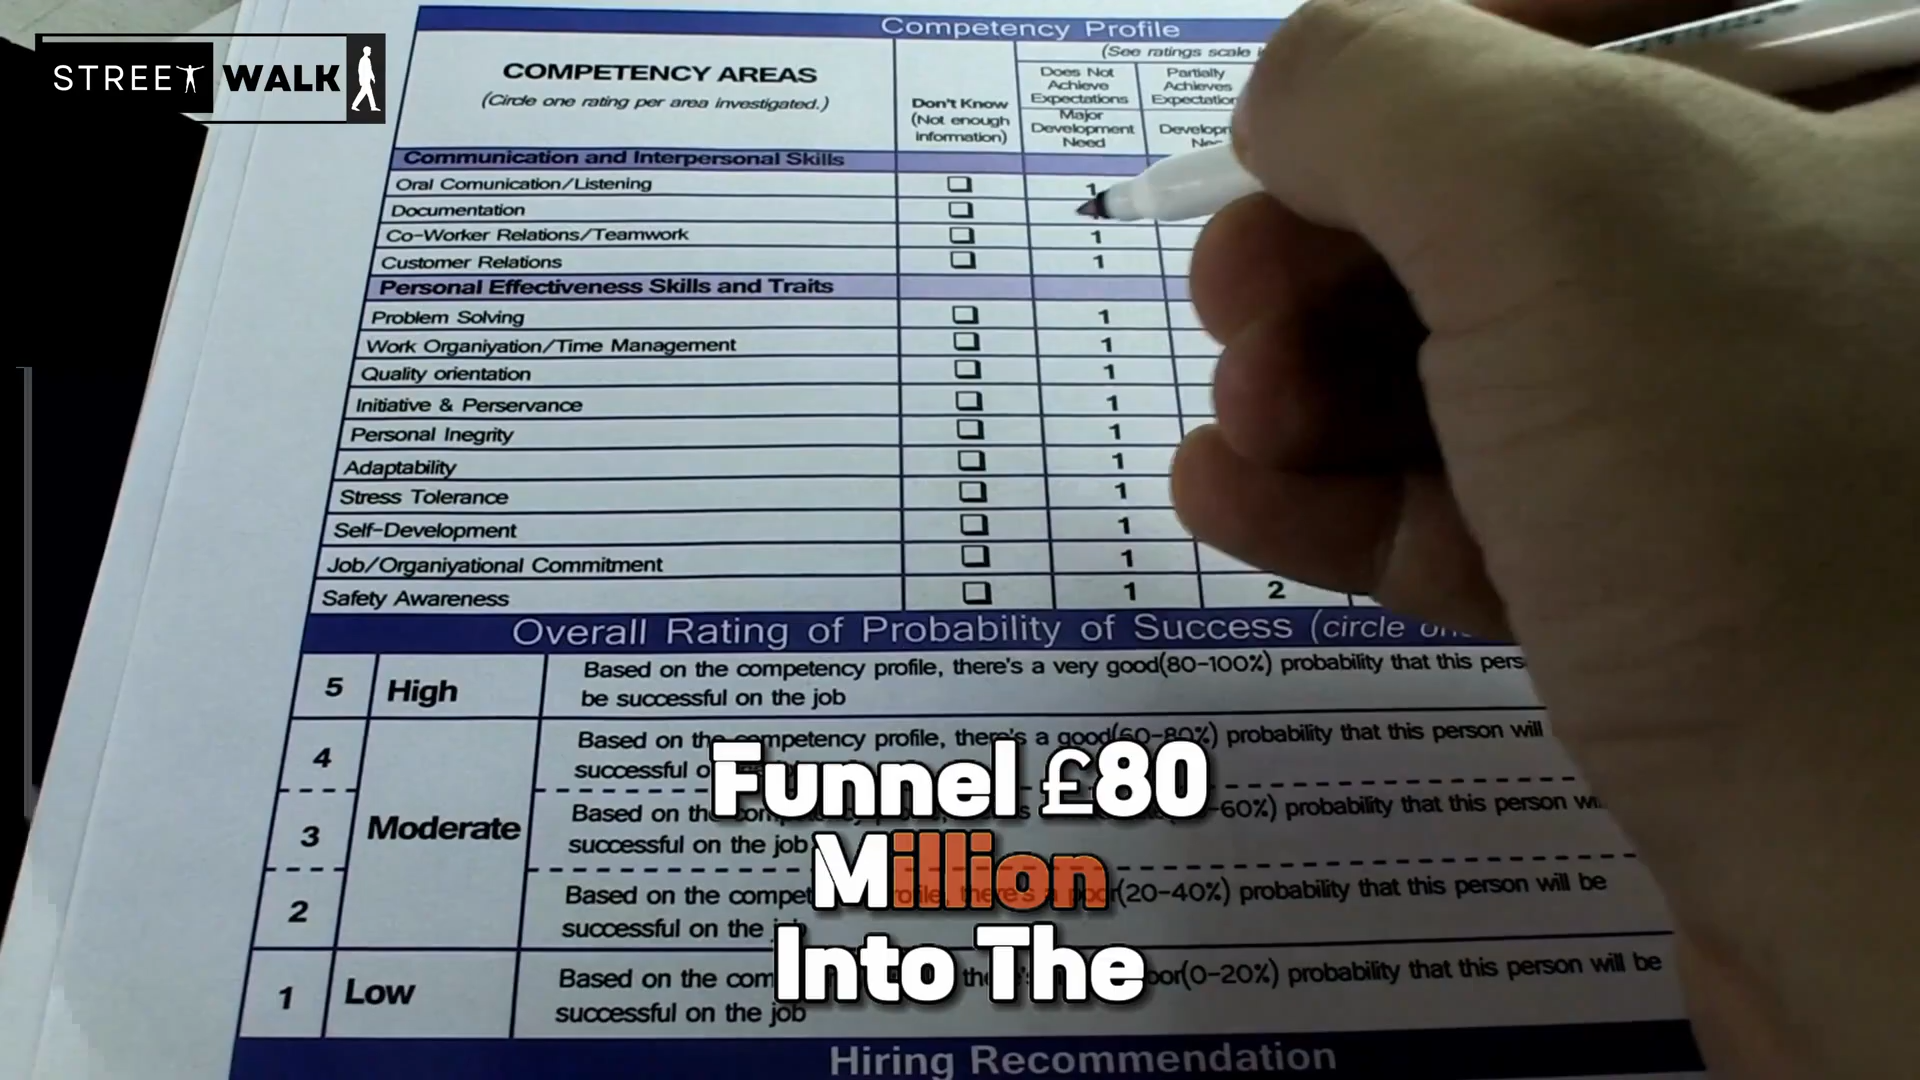 STREET WALK
Competency Profile
(See ratings scale
COMPETENCY AREAS
(Circle one rating per area investigated.)
Don't Know
(Not enough
information)
Does Not
Achieve
Expectations
Major
Development
Need
Partially
Achieves
Communication and Interpersonal Skills
Oral Comunication/Listening 1
Documentation
Co-Worker Relations/Teamwork 1
Customer Relations 1
Personal Effectiveness Skills and Traits
Problem Solving 1
Work Organiyation/Time Management 1
Quality orientation 1
Initiative & Perservance 1
Personal Inegrity 1
Adaptability 1
Stress Tolerance 1
Self-Development 1
Job/Organiyational Commitment 1
Safety Awareness 1 2
Overall Rating of Probability of Success (circle
5 High Based on the competency profile, there's a very good(80-100%) probability that this
be successful on the job
4 Based on the competency profile, there's a good(60-80%) probability that this person will
successful
3 Moderate Based on 60%) probability that this person
successful on the job
2 Based on the (20-40%) probability that this person will be
successful on the job
1 Low Based on the (0-20%) probability that this person will be
successful on the job
Hiring Recommendation
Funnel £80
Million
Into The